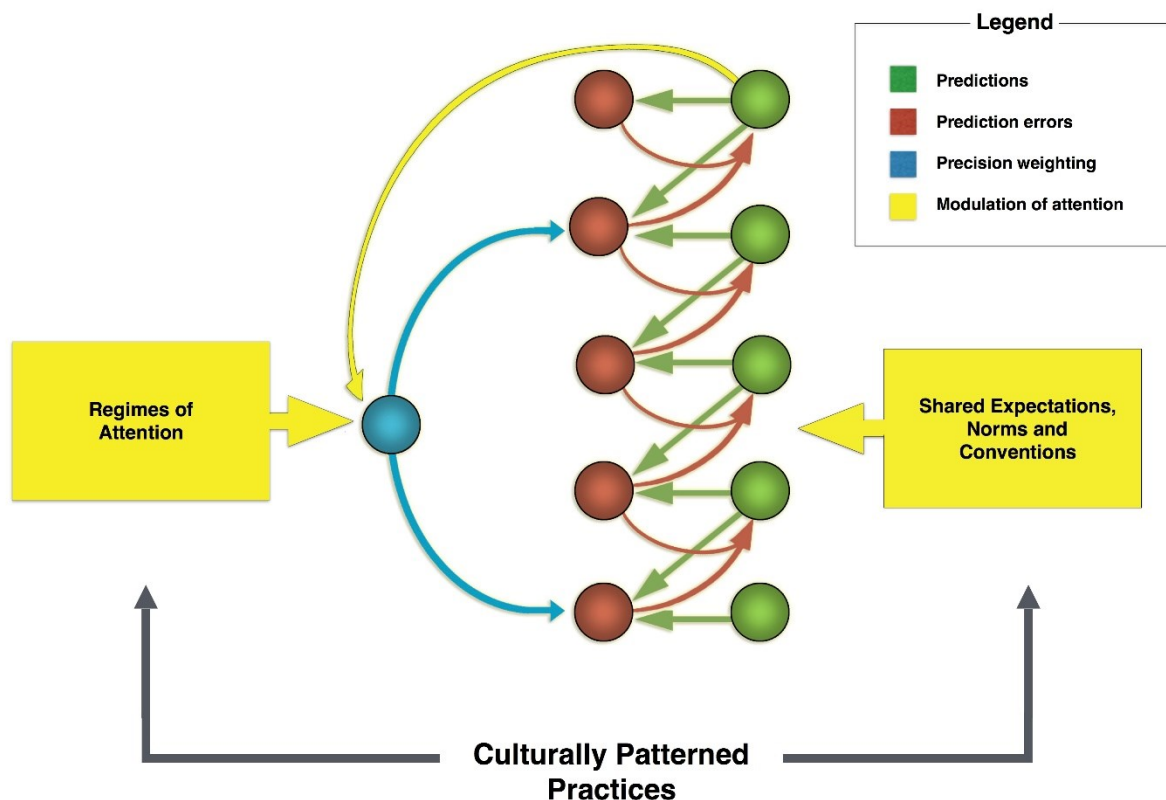 Legend
Predictions
Prediction errors
Precision weighting
Modulation of attention
Regimes of
Attention
Shared Expectations,
Norms and
Conventions
Culturally Patterned
Practices